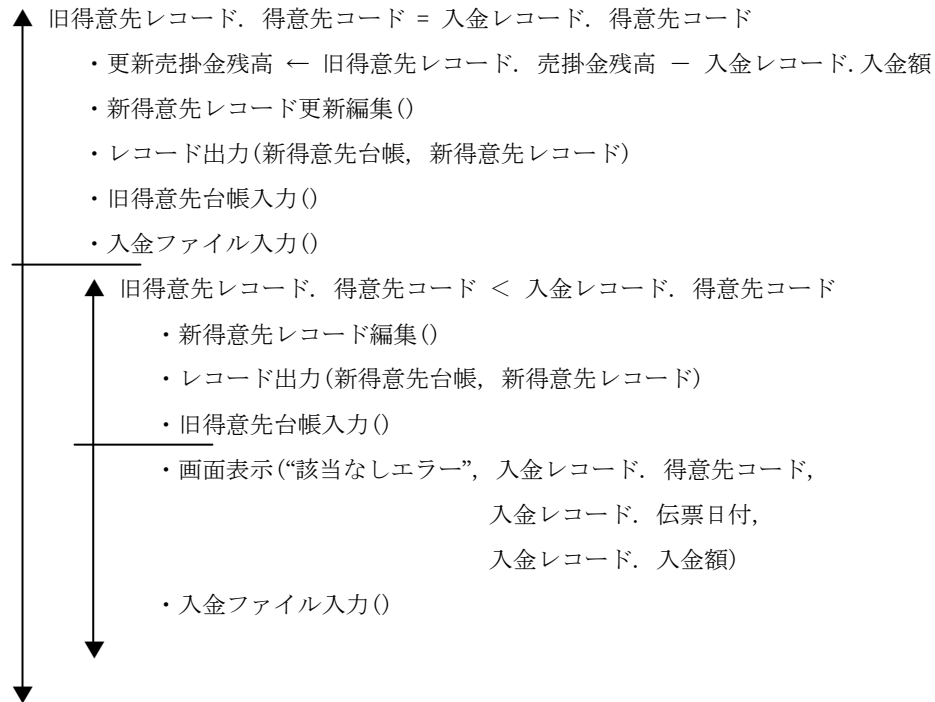 旧得意先レコード．得意先コード = 入金レコード．得意先コード
・更新売掛金残高 ← 旧得意先レコード．売掛金残高 － 入金レコード.入金額
・新得意先レコード更新編集()
・レコード出力(新得意先台帳, 新得意先レコード)
・旧得意先台帳入力()
・入金ファイル入力()
旧得意先レコード．得意先コード ＜ 入金レコード．得意先コード
・新得意先レコード編集()
・レコード出力(新得意先台帳, 新得意先レコード)
・旧得意先台帳入力()
・画面表示(“該当なしエラー”, 入金レコード．得意先コード,
入金レコード．伝票日付,
入金レコード．入金額)
・入金ファイル入力()